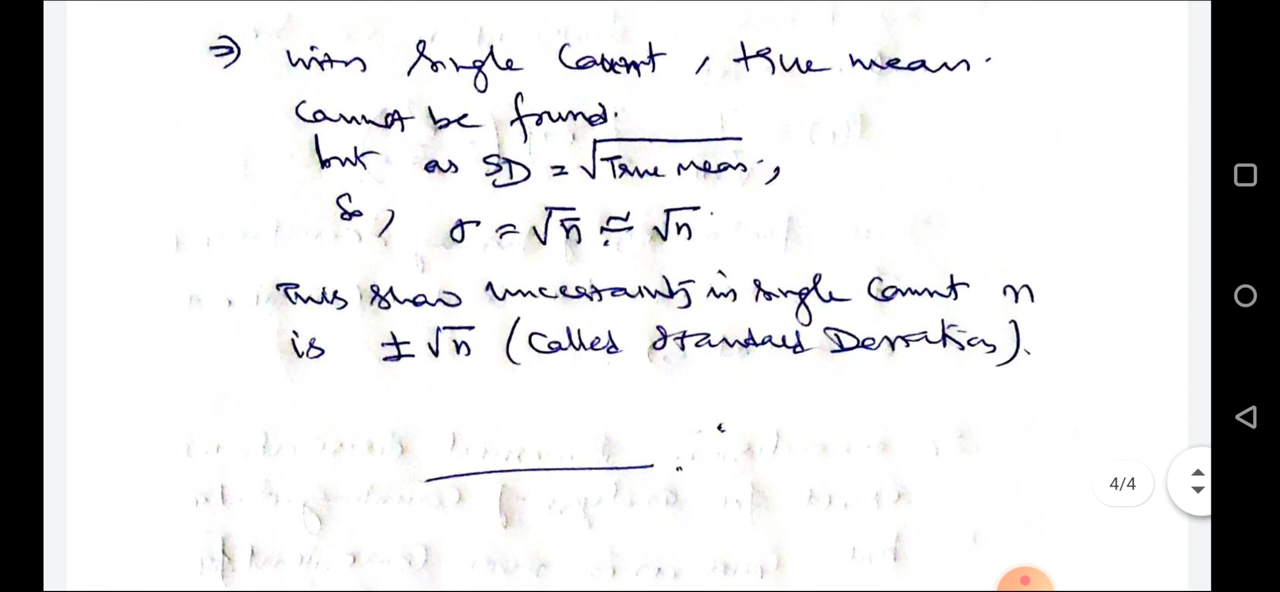 ⇒ with Single Count, true mean.
Cannot be found.
but as SD = √True mean.,
So, σ = √n̄ ≅ √n
This show uncertainty in single Count n
is ± √n (Called Standard Deviation).
4/4